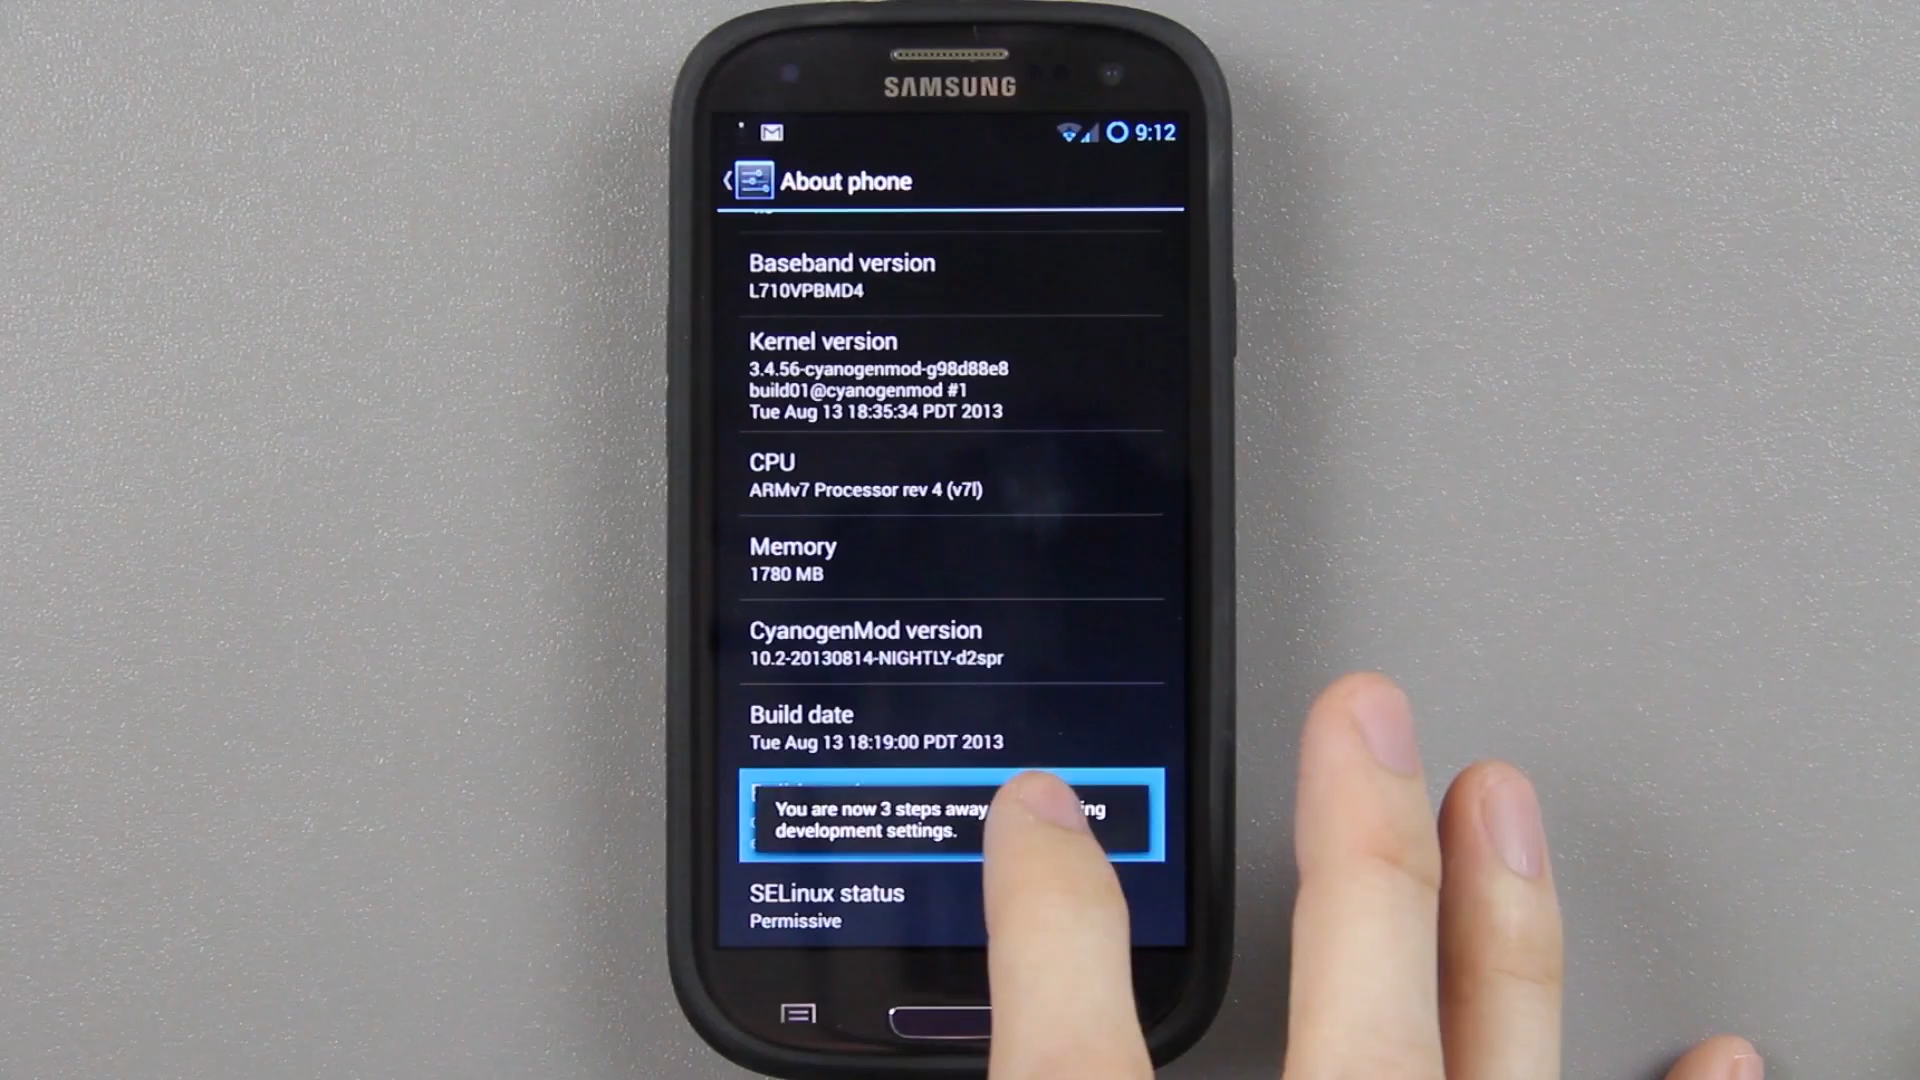 SAMSUNG
9:12
About phone
Baseband version
L710VPBMD4
Kernel version
3.4.56-cyanogenmod-g98d88e8
build01@cyanogenmod #1
Tue Aug 13 18:35:34 PDT 2013
CPU
ARMv7 Processor rev 4 (v7l)
Memory
1780 MB
CyanogenMod version
10.2-20130814-NIGHTLY-d2spr
Build date
Tue Aug 13 18:19:00 PDT 2013
You are now 3 steps away
development settings.
SELinux status
Permissive